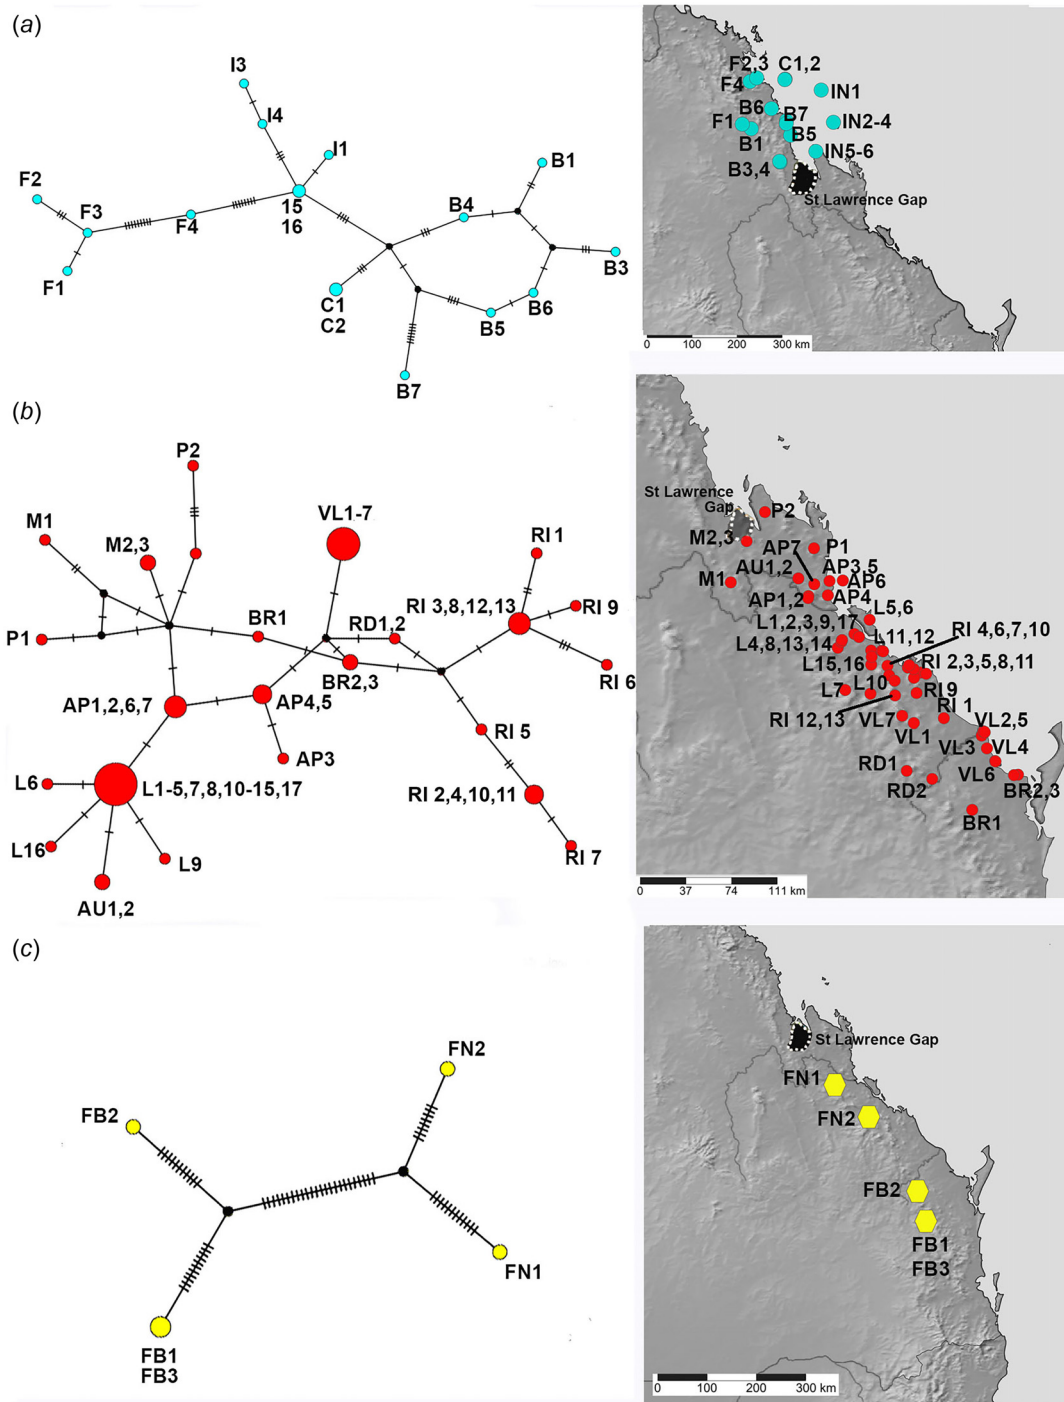 (a)
I3
I4
I1
F2
F3
F4
15
16
F1
B1
B4
B3
C1
C2
B6
B5
B7
F2,3
C1,2
F4
IN1
B6
F1
B7
IN2-4
B1
B5
B3,4
IN5-6
St Lawrence Gap
0 100 200 300 km
(b)
P2
M1
M2,3
VL1-7
RI 1
BR1
RD1,2
RI 3,8,12,13
RI 9
P1
BR2,3
RI 6
AP1,2,6,7
AP4,5
AP3
RI 5
L6
L1-5,7,8,10-15,17
RI 2,4,10,11
L16
L9
RI 7
AU1,2
St Lawrence
Gap
P2
M2,3
P1
AP7
AP3,5
AU1,2
AP6
M1
AP1,2
AP4
L5,6
L1,2,3,9,17
L11,12
RI 4,6,7,10
L4,8,13,14
L15,16
RI 2,3,5,8,11
L7
L10
RI9
RI 12,13
RI 1
VL7
VL1
VL2,5
VL3
VL4
RD1
VL6
RD2
BR2,3
BR1
0 37 74 111 km
(c)
FN2
FB2
FN1
FB1
FB3
St Lawrence Gap
FN1
FN2
FB2
FB1
FB3
0 100 200 300 km